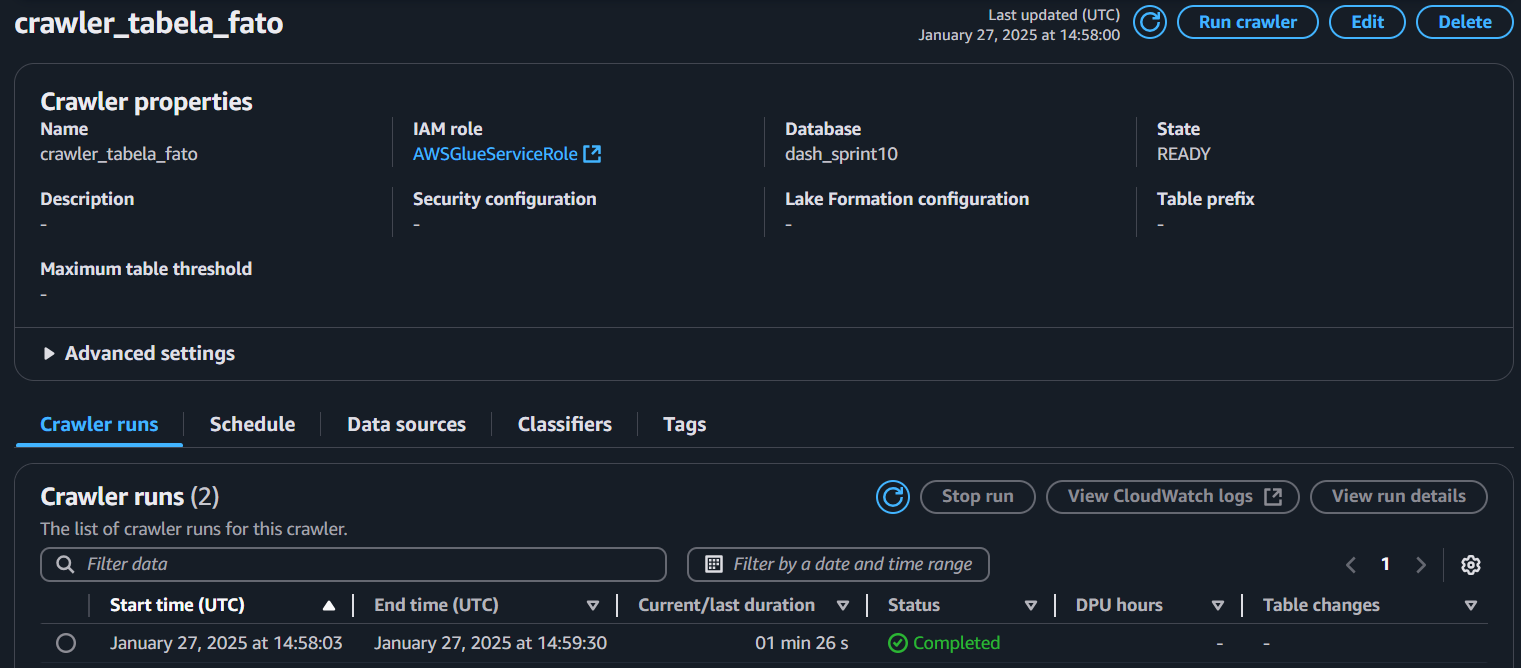 crawler_tabela_fato
Last updated (UTC)
January 27, 2025 at 14:58:00
Run crawler
Edit
Delete
Crawler properties
Name
crawler_tabela_fato
IAM role
AWSGlueServiceRole
Database
dash_sprint10
State
READY
Description
-
Security configuration
-
Lake Formation configuration
-
Table prefix
-
Maximum table threshold
-
Advanced settings
Crawler runs
Schedule
Data sources
Classifiers
Tags
Crawler runs (2)
The list of crawler runs for this crawler.
Stop run
View CloudWatch logs
View run details
Filter data
Filter by a date and time range
1
Start time (UTC) End time (UTC) Current/last duration Status DPU hours Table changes
January 27, 2025 at 14:58:03 January 27, 2025 at 14:59:30 01 min 26 s Completed - -